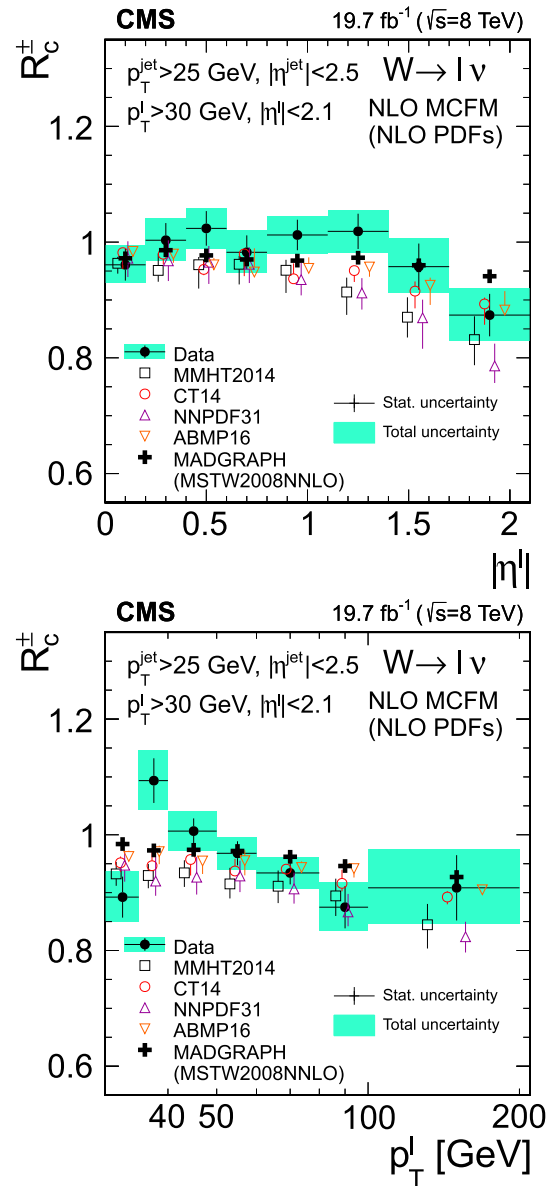 CMS 19.7 fb⁻¹ (√s=8 TeV)
R_c^±
p_T^jet>25 GeV, |η^jet|<2.5 W→l ν
p_T^l>30 GeV, |η^l|<2.1 NLO MCFM
(NLO PDFs)
1.2
1
0.8
0.6
Data
MMHT2014
CT14
NNPDF31
ABMP16
MADGRAPH
(MSTW2008NNLO)
Stat. uncertainty
Total uncertainty
0 0.5 1 1.5 2
|η^l|
CMS 19.7 fb⁻¹ (√s=8 TeV)
R_c^±
p_T^jet>25 GeV, |η^jet|<2.5 W→l ν
p_T^l>30 GeV, |η^l|<2.1 NLO MCFM
(NLO PDFs)
1.2
1
0.8
0.6
Data
MMHT2014
CT14
NNPDF31
ABMP16
MADGRAPH
(MSTW2008NNLO)
Stat. uncertainty
Total uncertainty
40 50 100 200
p_T^l [GeV]